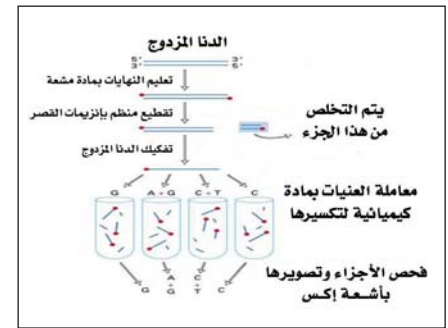 الدنا المزدوج
5' 3'
3' 5'
تعليم النهايات بمادة مشعة
تقطيع منظم بإنزيمات القصر
يتم التخلص
من هذا الجزء
تفكيك الدنا المزدوج
G A+G C+T C
معاملة العنيات بمادة
كيميائية لتكسيرها
فحص الأجزاء وتصويرها
بأشعة إكس
G A+G C+T C